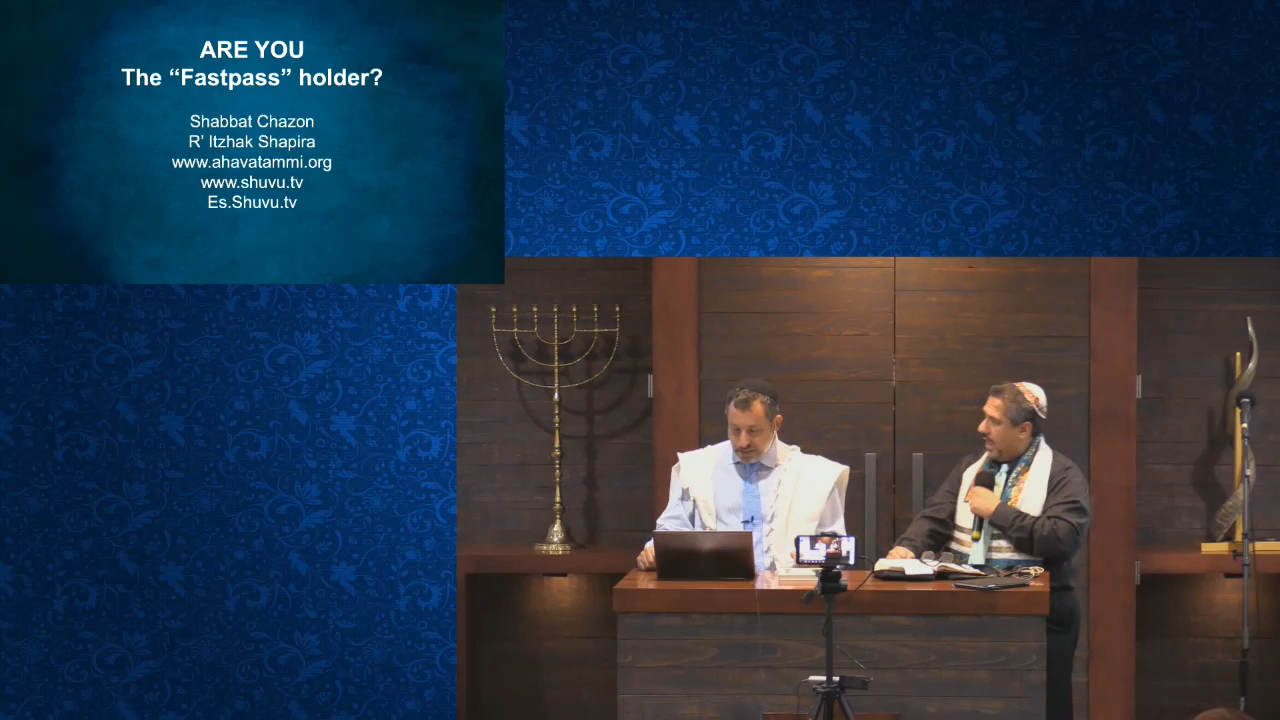 ARE YOU
The “Fastpass” holder?
Shabbat Chazon
R’ Itzhak Shapira
www.ahavatammi.org
www.shuvu.tv
Es.Shuvu.tv